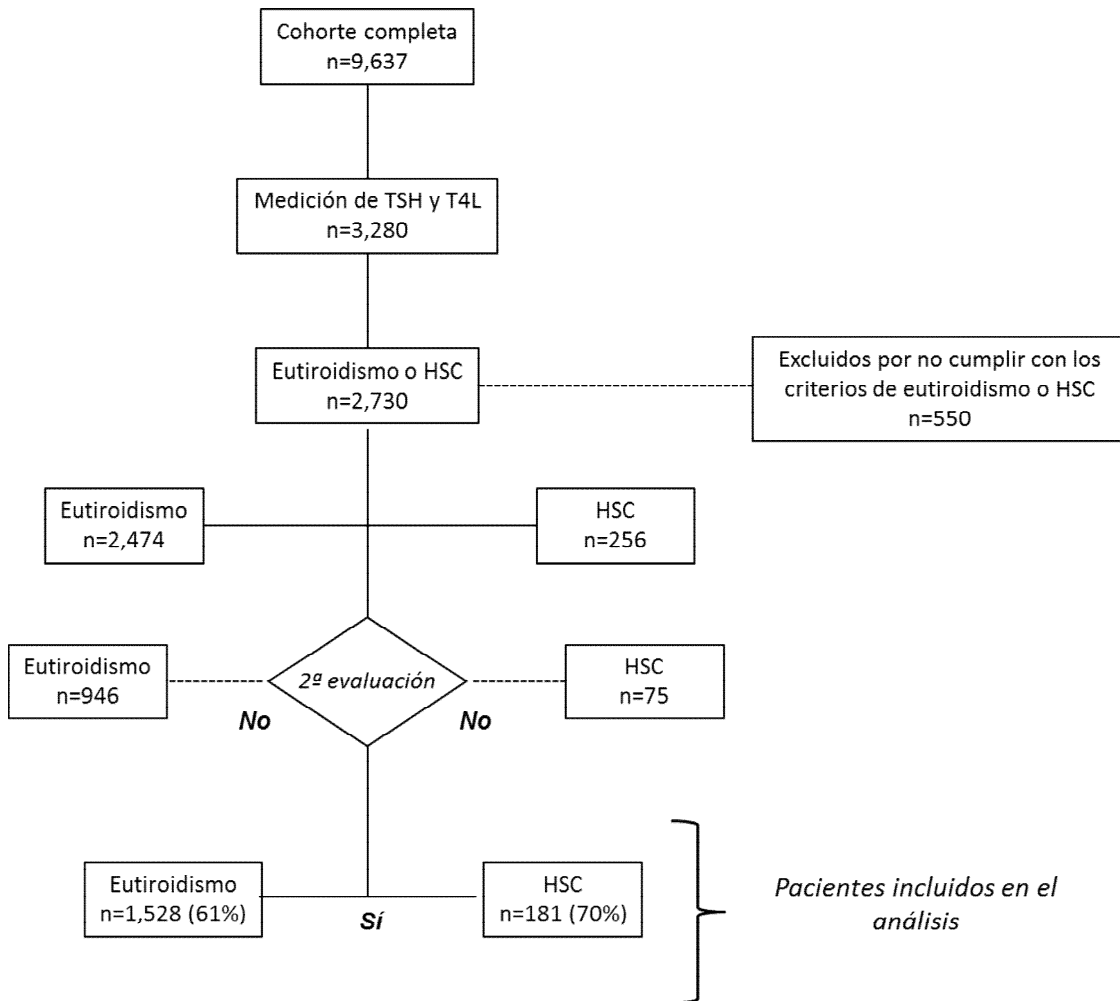 Cohorte completa
n=9,637
Medición de TSH y T4L
n=3,280
Eutiroidismo o HSC
n=2,730
Excluidos por no cumplir con los
criterios de eutiroidismo o HSC
n=550
Eutiroidismo
n=2,474
HSC
n=256
Eutiroidismo
n=946
2ª evaluación
HSC
n=75
No
No
Eutiroidismo
n=1,528 (61%)
Sí
HSC
n=181 (70%)
Pacientes incluidos en el
análisis